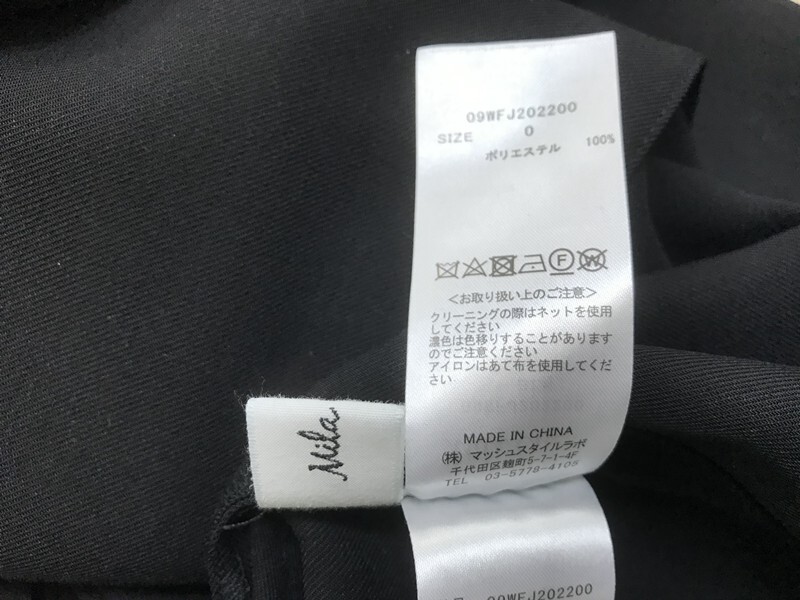 09WFJ202200
SIZE 0
ポリエステル 100%
F W
<お取り扱い上のご注意>
クリーニングの際はネットを使用
してください
濃色は色移りすることがあります
のでご注意ください
アイロンはあて布を使用してくだ
さい
MADE IN CHINA
(株) マッシュスタイルラボ
千代田区麹町5-7-1-4F
TEL 03-5778-4105
Mila
09WFJ202200